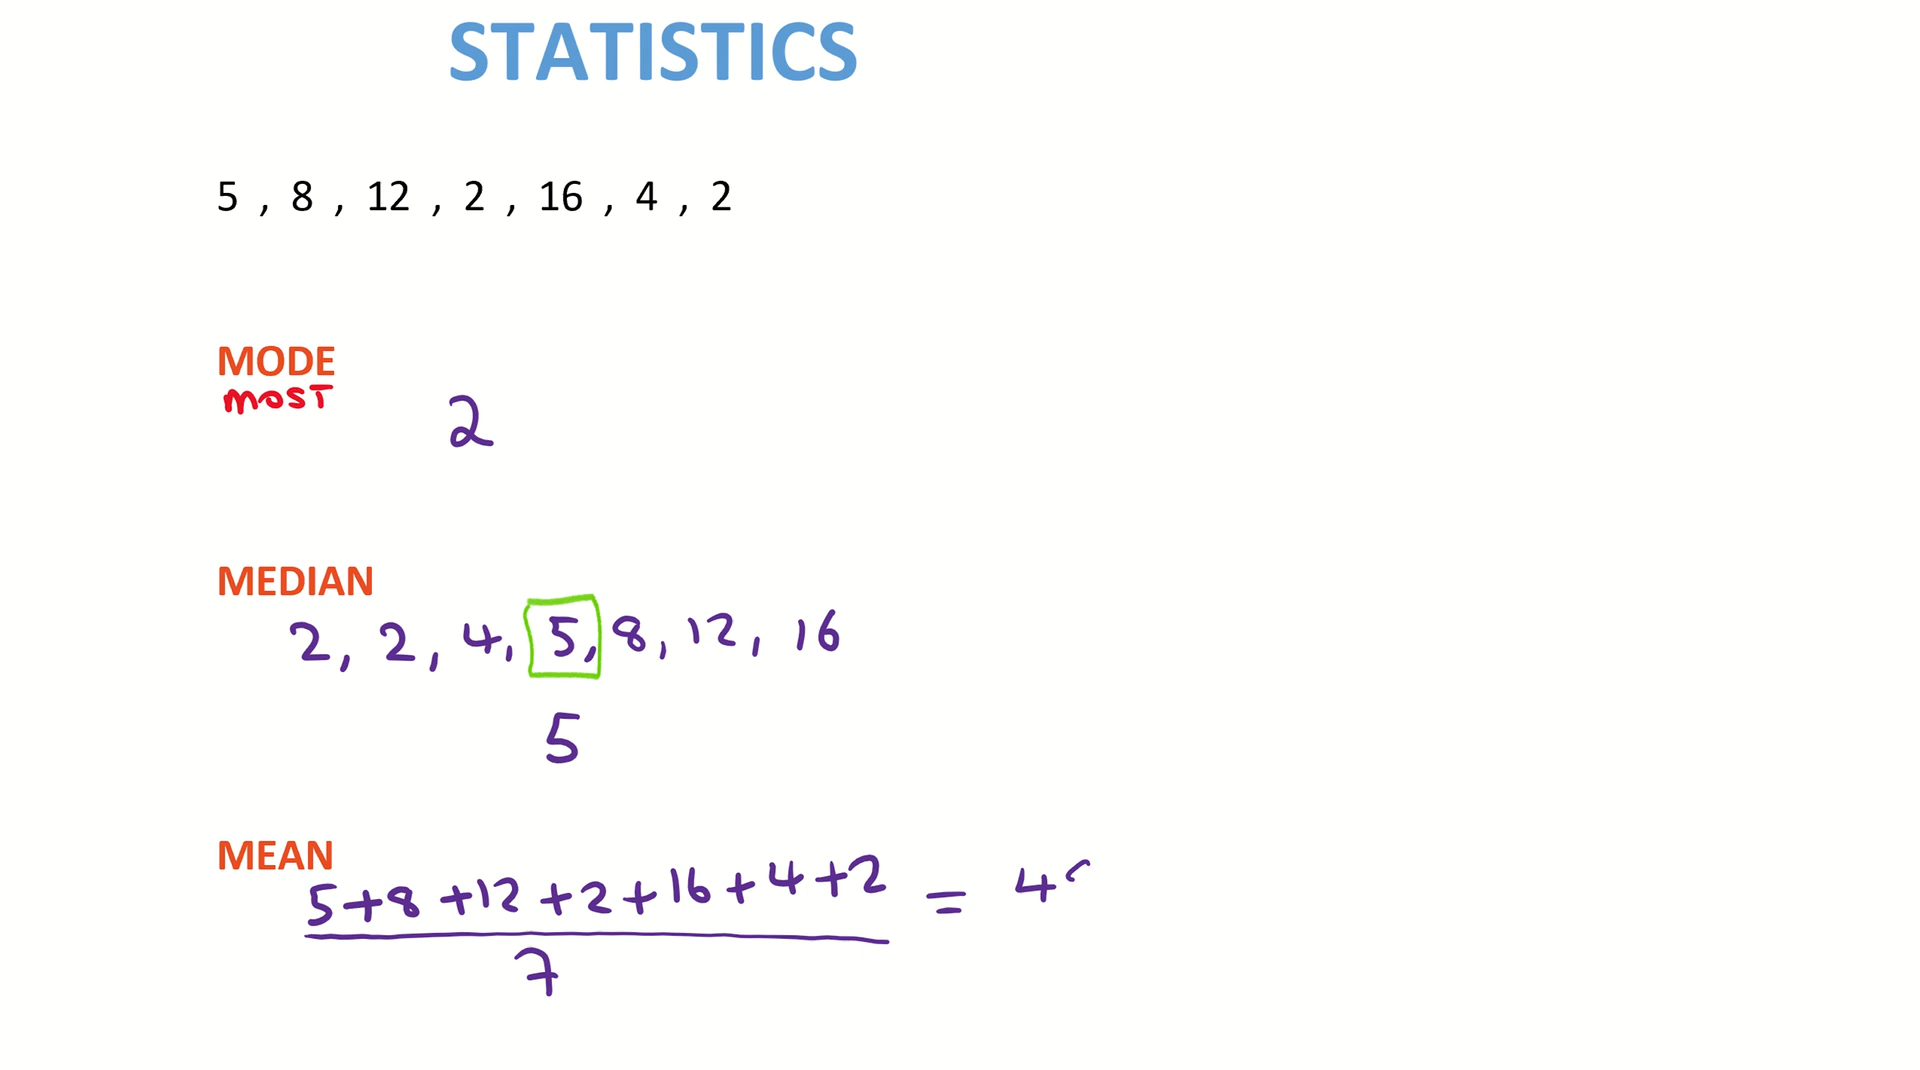 STATISTICS
5 , 8 , 12 , 2 , 16 , 4 , 2
MODE
MOST
2
MEDIAN
2, 2, 4, 5, 8, 12, 16
5
MEAN
5+8+12+2+16+4+2 = 4
7